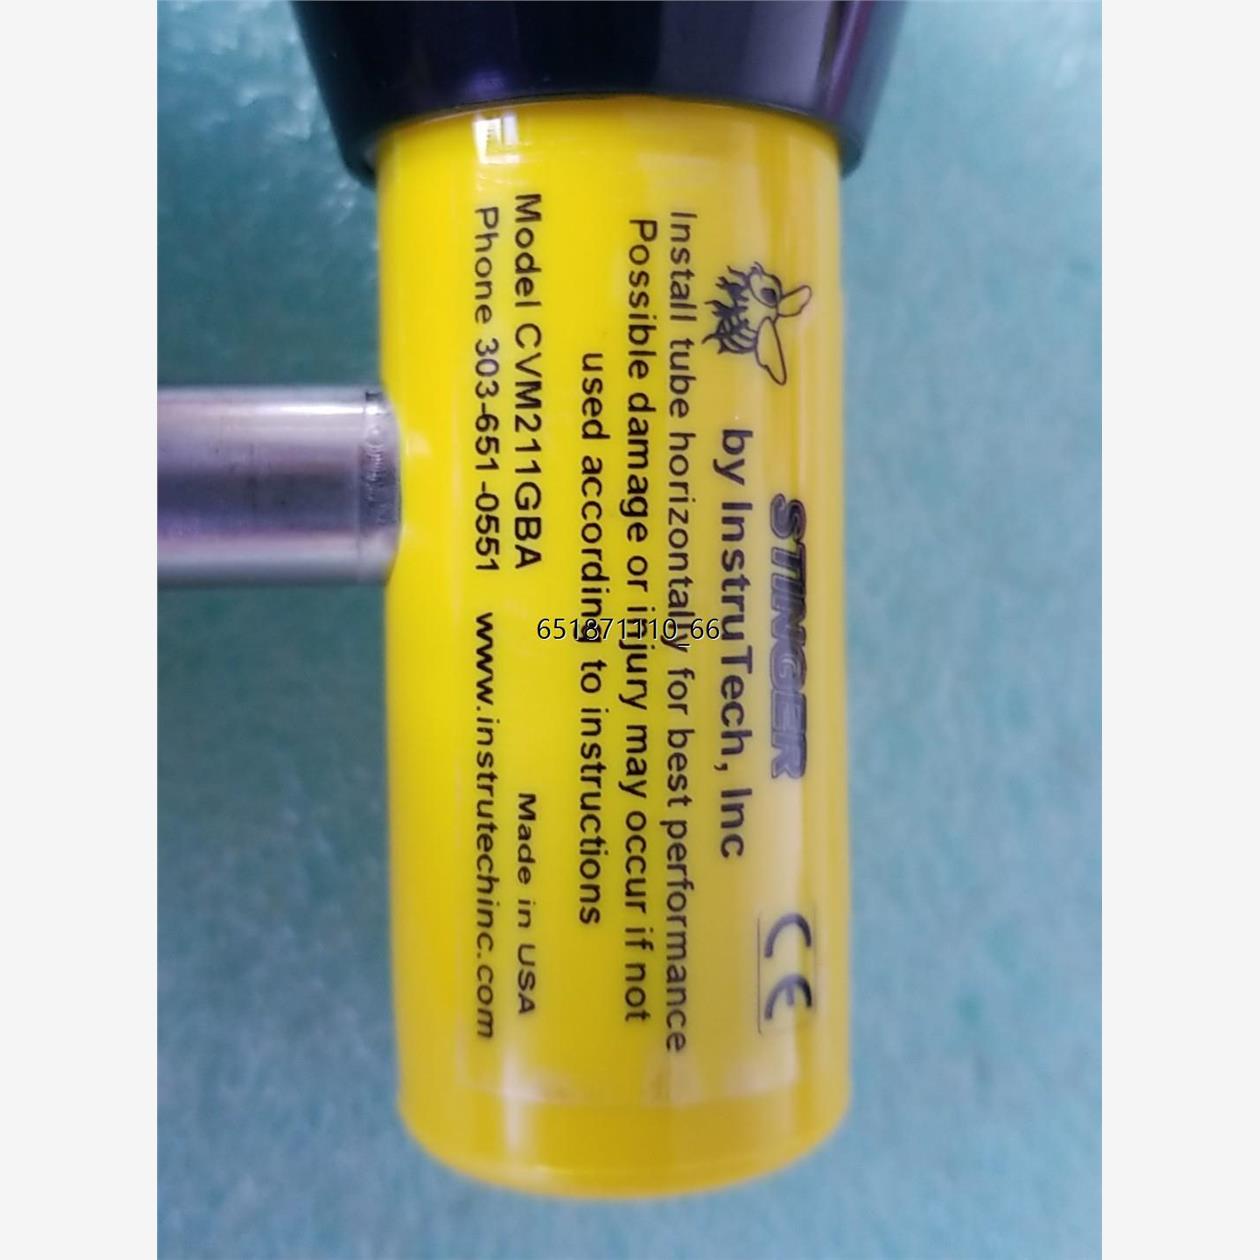 STINGER
by InstruTech, Inc
CE
Install tube horizontally for best performance
Possible damage or injury may occur if not
used according to instructions
Model CVM211GBA Made in USA
Phone 303-651-0551 www.instrutechinc.com
651871110_66